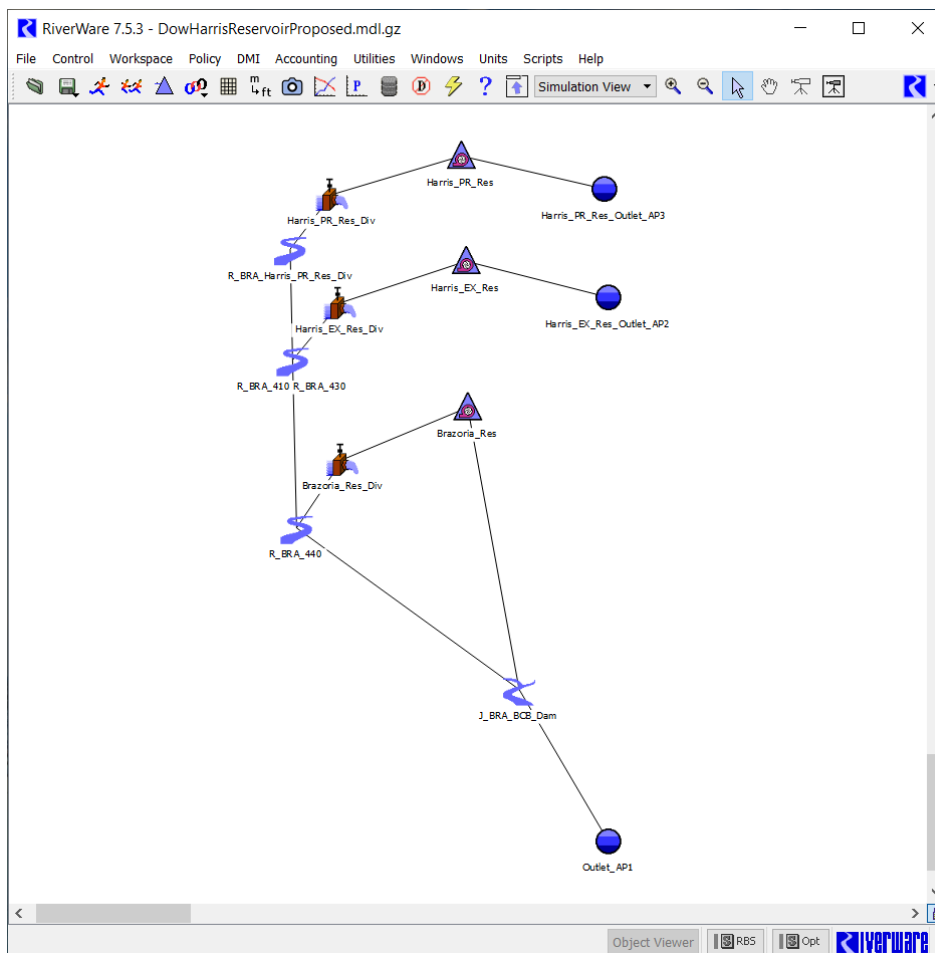 RiverWare 7.5.3 - DowHarrisReservoirProposed.mdl.gz
File Control Workspace Policy DMI Accounting Utilities Windows Units Scripts Help
m
ft
P
D
?
Simulation View
Harris_PR_Res
Harris_PR_Res_Div
Harris_PR_Res_Outlet_AP3
R_BRA_Harris_PR_Res_Div
Harris_EX_Res
Harris_EX_Res_Div
Harris_EX_Res_Outlet_AP2
R_BRA_410 R_BRA_430
Brazoria_Res
Brazoria_Res_Div
R_BRA_440
J_BRA_BCB_Dam
Outlet_AP1
Object Viewer S RBS S Opt Riverware